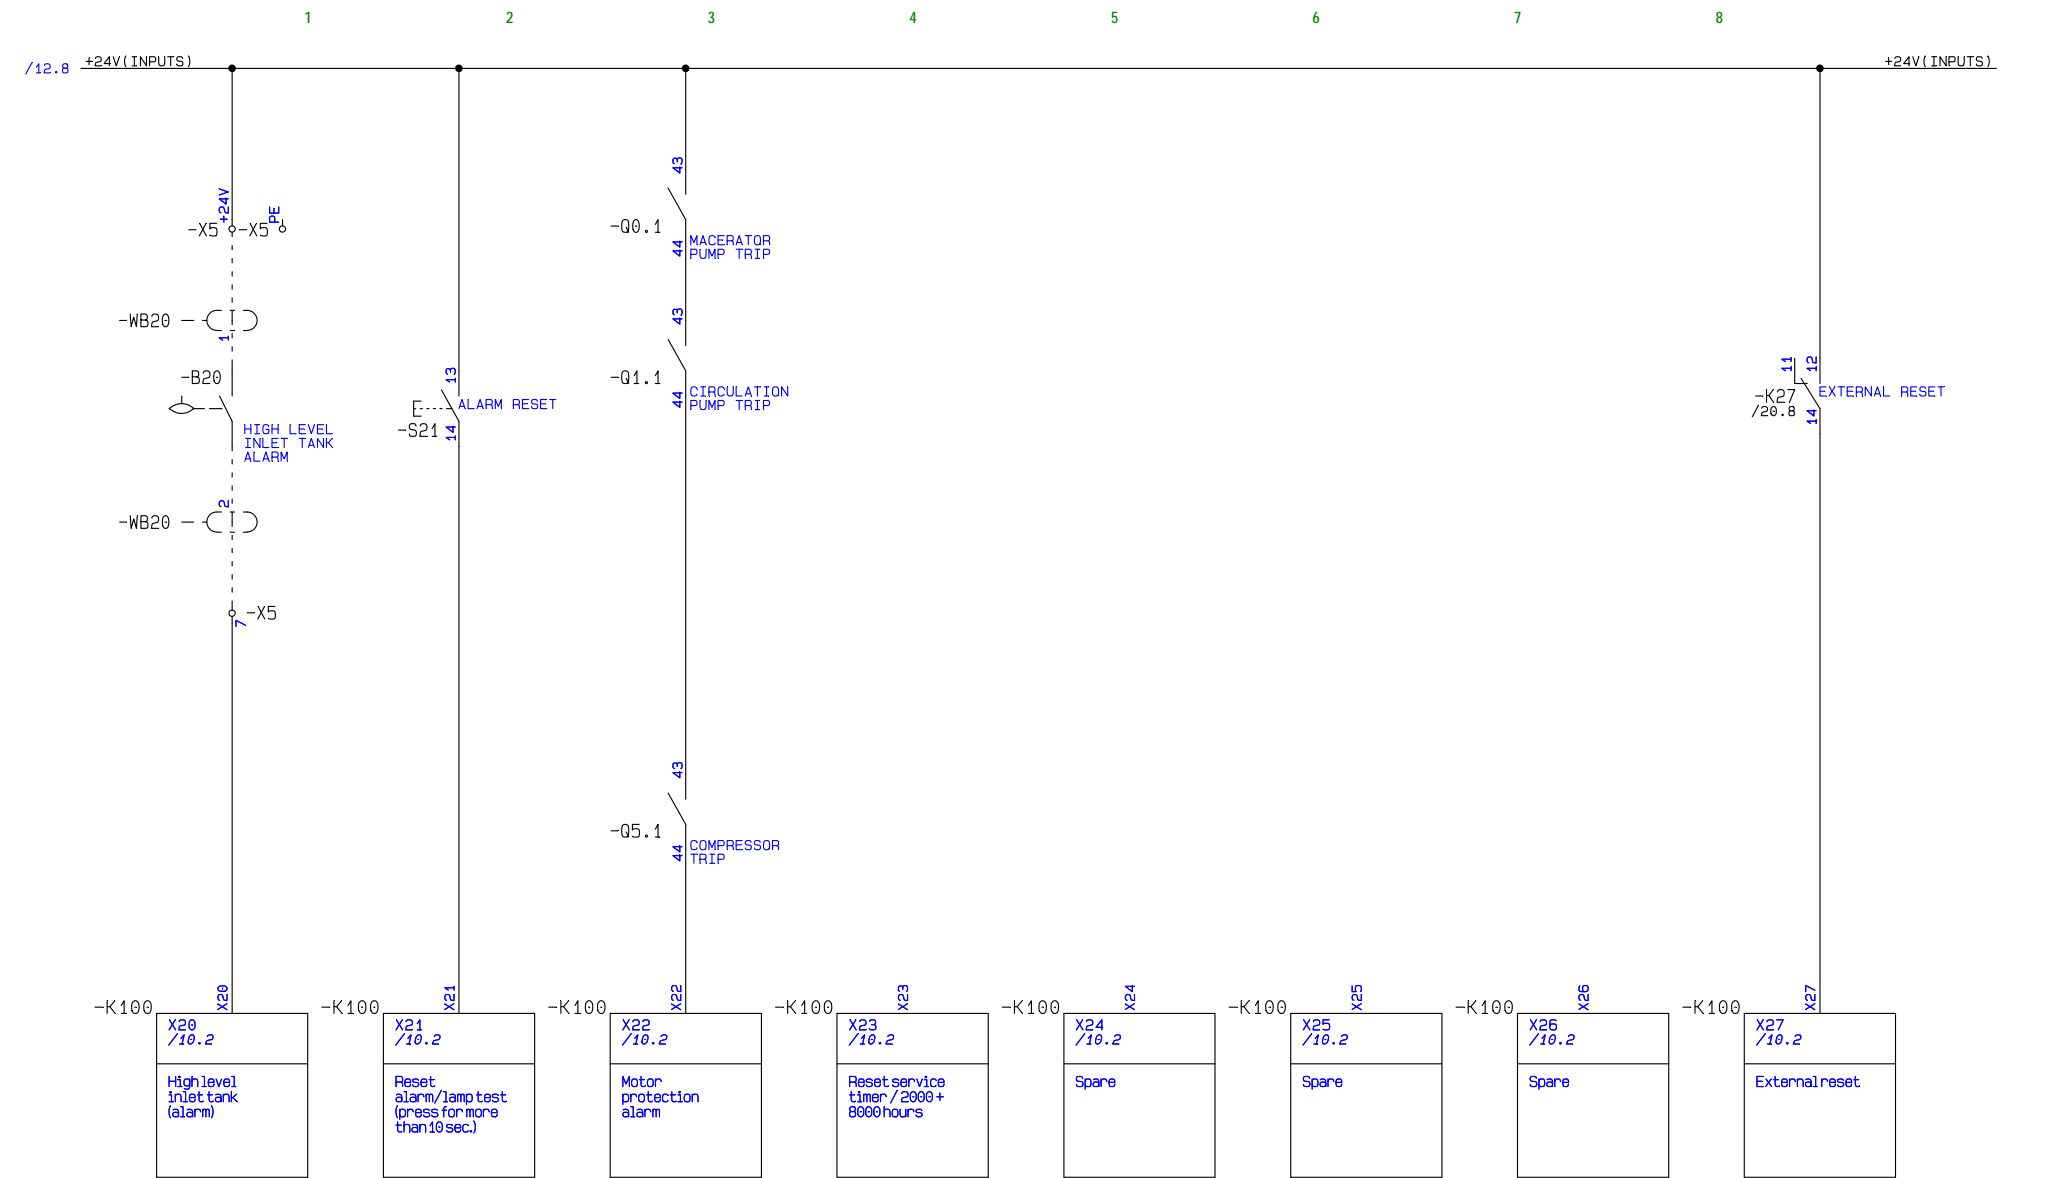 1 2 3 4 5 6 7 8
/12.8 +24V(INPUTS) +24V(INPUTS)
43
+24V PE
-X5 -X5
-Q0.1
44 MACERATOR
PUMP TRIP
43
-WB20
1
11 12
13
-B20 -Q1.1
44 CIRCULATION
PUMP TRIP
-K27 EXTERNAL RESET
/20.8
14
ALARM RESET
-S21
14
HIGH LEVEL
INLET TANK
ALARM
2
-WB20
-X5
7
43
-Q5.1
44 COMPRESSOR
TRIP
X20 X21 X22 X23 X24 X25 X26 X27
-K100 -K100 -K100 -K100 -K100 -K100 -K100 -K100
X20
/10.2
High level
inlet tank
(alarm)
X21
/10.2
Reset
alarm/lamp test
(press for more
than 10 sec.)
X22
/10.2
Motor
protection
alarm
X23
/10.2
Reset service
timer / 2000 +
8000 hours
X24
/10.2
Spare
X25
/10.2
Spare
X26
/10.2
Spare
X27
/10.2
External reset